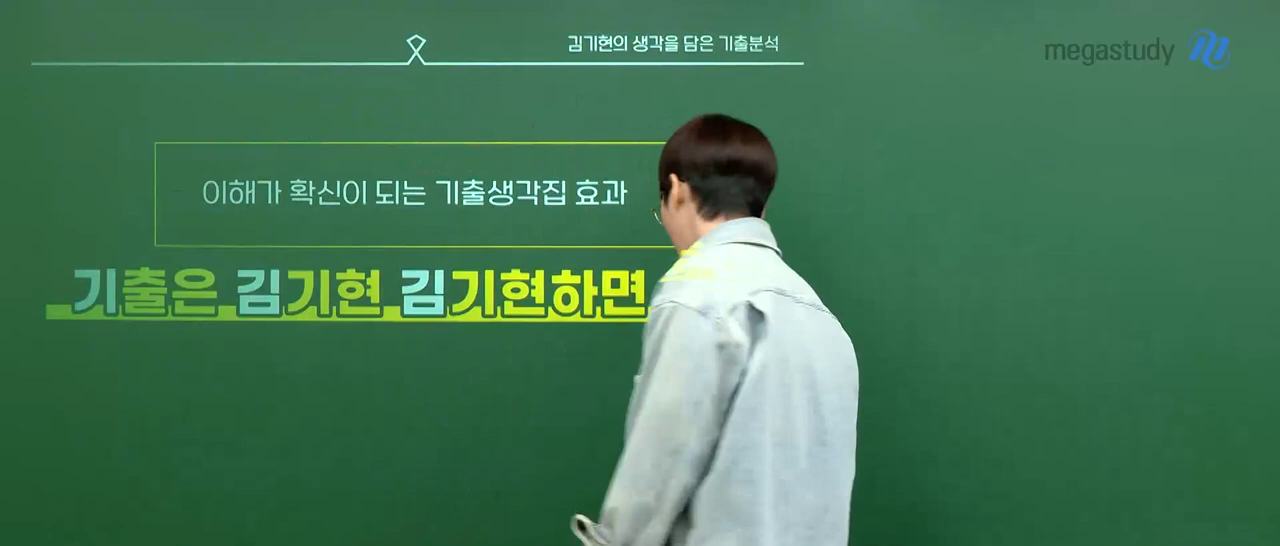 김기현의 생각을 담은 기출분석
megastudy
이해가 확신이 되는 기출생각집 효과
기출은 김기현 김기현하면